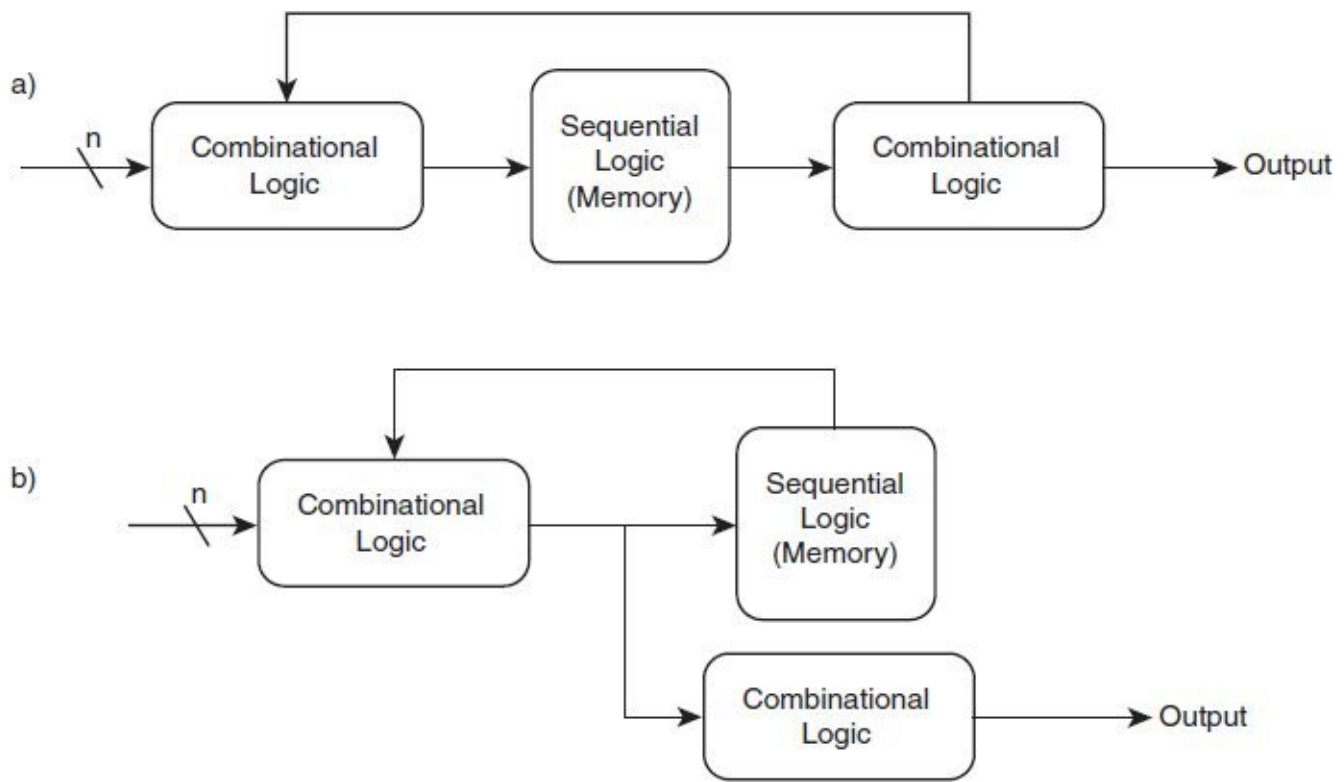 a)
n
Combinational
Logic
Sequential
Logic
(Memory)
Combinational
Logic
Output
b)
n
Combinational
Logic
Sequential
Logic
(Memory)
Combinational
Logic
Output